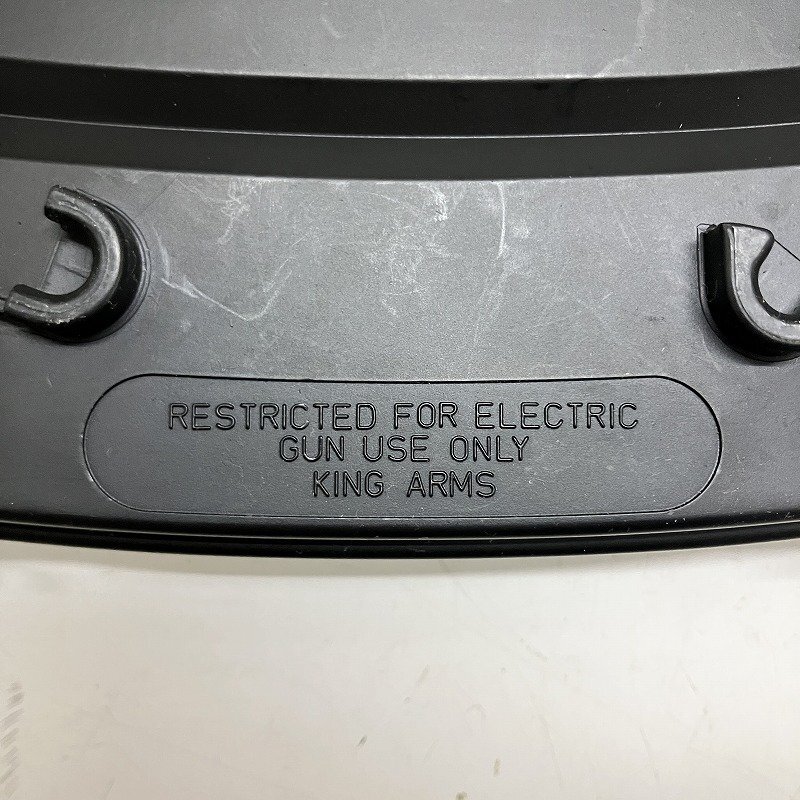 RESTRICTED FOR ELECTRIC
GUN USE ONLY
KING ARMS